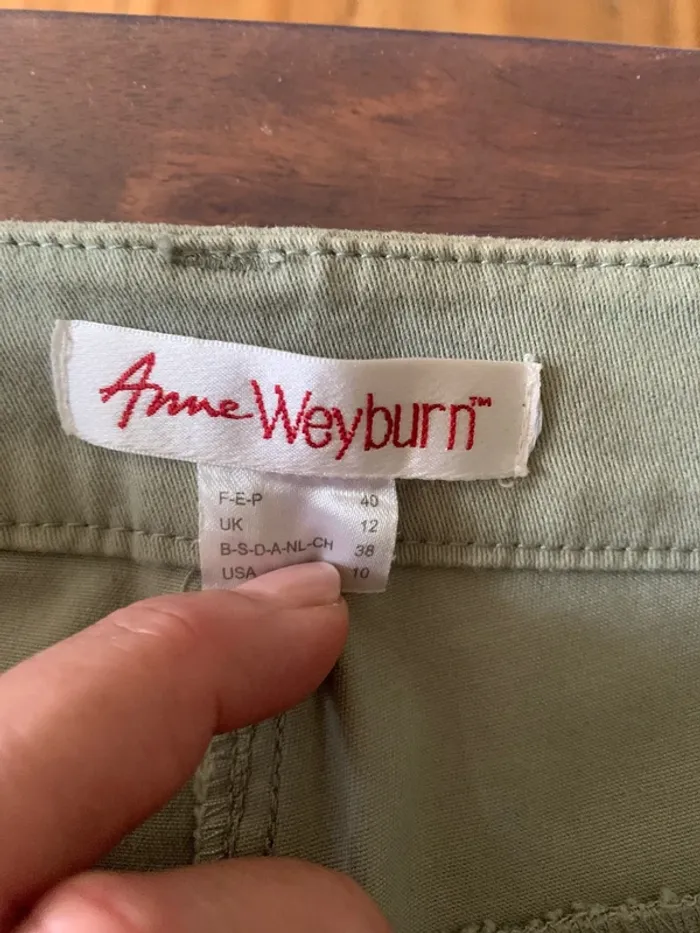 Anne Weyburn™
F-E-P 40
UK 12
B-S-D-A-NL-CH 38
USA 10